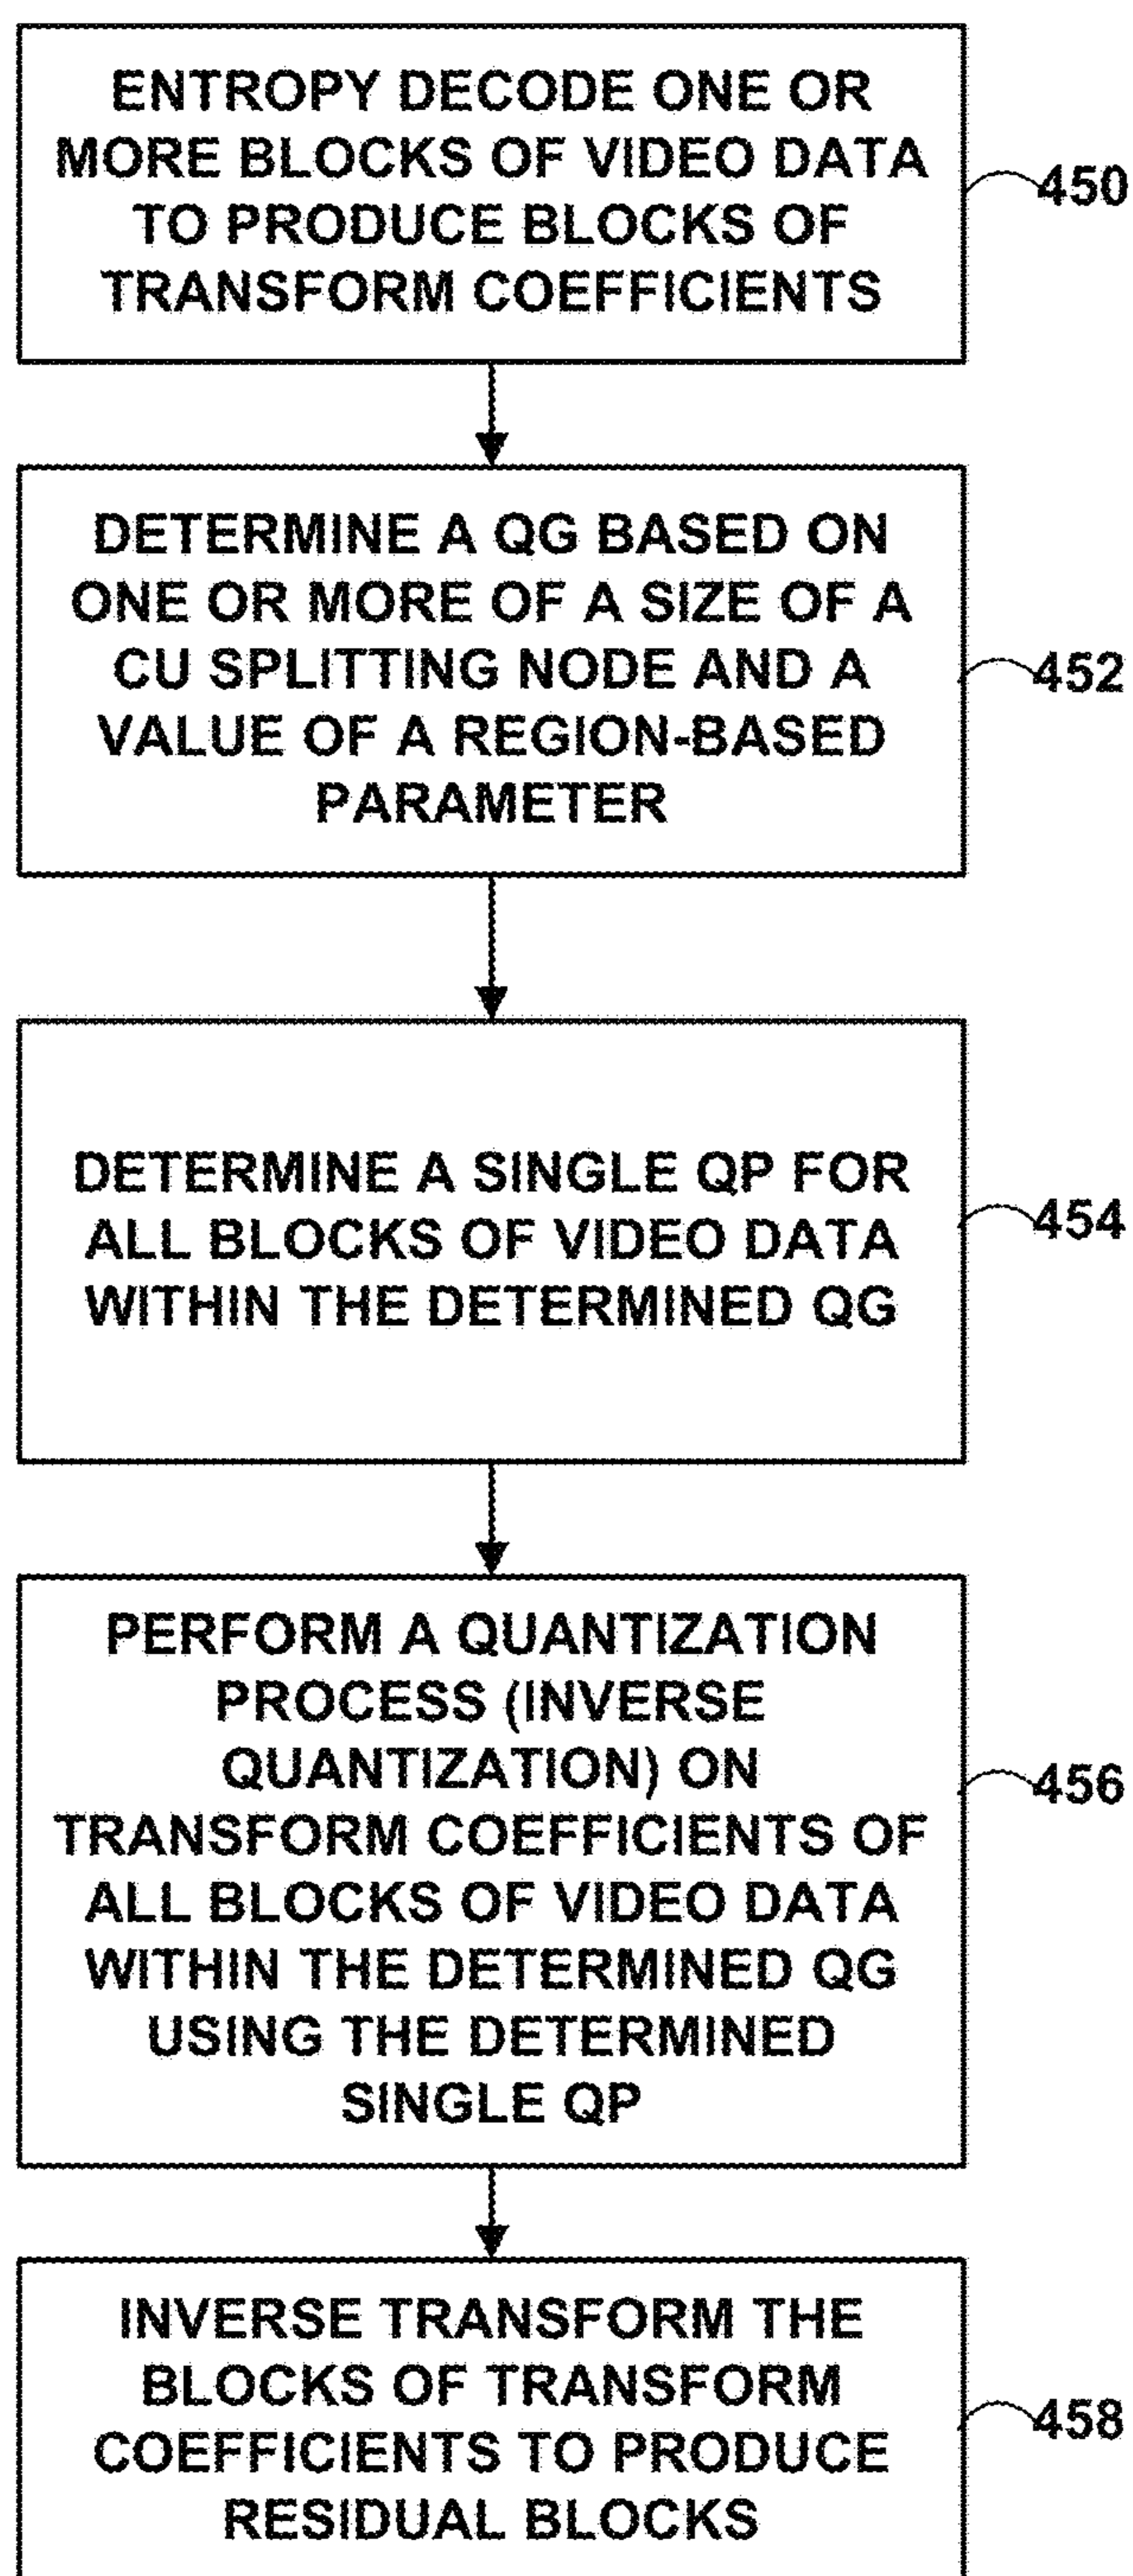 ENTROPY DECODE ONE OR
MORE BLOCKS OF VIDEO DATA
TO PRODUCE BLOCKS OF
TRANSFORM COEFFICIENTS
450
DETERMINE A QG BASED ON
ONE OR MORE OF A SIZE OF A
CU SPLITTING NODE AND A
VALUE OF A REGION-BASED
PARAMETER
452
DETERMINE A SINGLE QP FOR
ALL BLOCKS OF VIDEO DATA
WITHIN THE DETERMINED QG
454
PERFORM A QUANTIZATION
PROCESS (INVERSE
QUANTIZATION) ON
TRANSFORM COEFFICIENTS OF
ALL BLOCKS OF VIDEO DATA
WITHIN THE DETERMINED QG
USING THE DETERMINED
SINGLE QP
456
INVERSE TRANSFORM THE
BLOCKS OF TRANSFORM
COEFFICIENTS TO PRODUCE
RESIDUAL BLOCKS
458